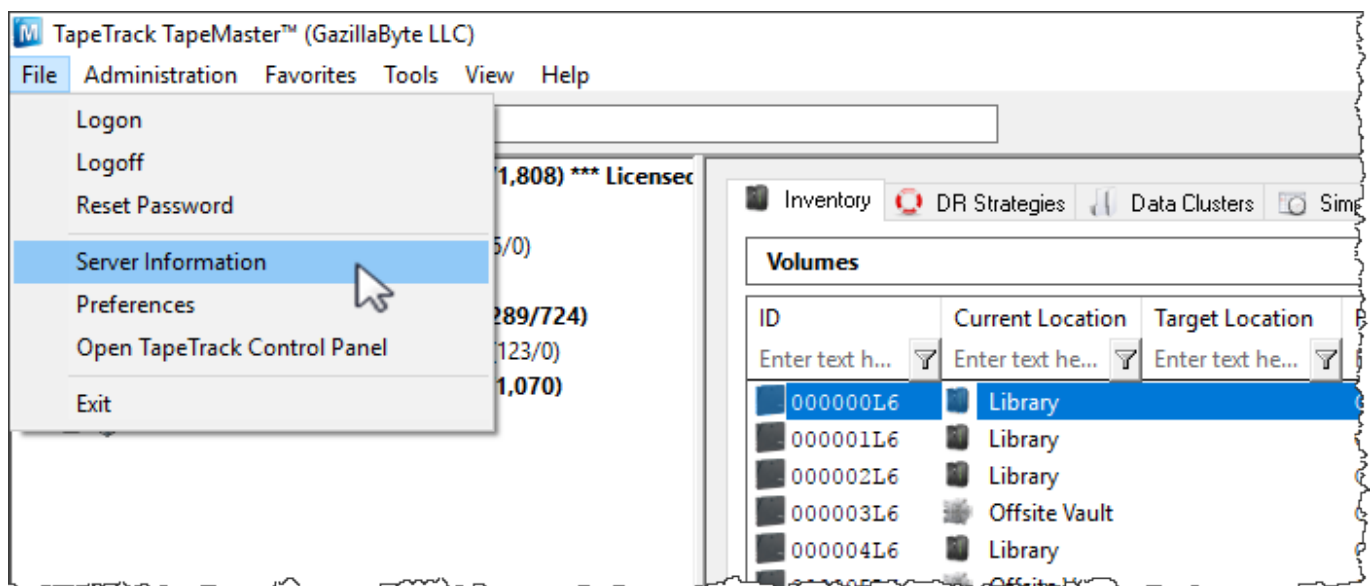 TapeTrack TapeMaster™ (GazillaByte LLC)
File Administration Favorites Tools View Help
Logon
Logoff
Reset Password
Server Information
Preferences
Open TapeTrack Control Panel
Exit
1,808) *** Licensed
/0)
289/724)
123/0)
1,070)
Inventory DR Strategies Data Clusters
Volumes
ID Current Location Target Location
Enter text h... Enter text he... Enter text he...
000000L6 Library
000001L6 Library
000002L6 Library
000003L6 Offsite Vault
000004L6 Library